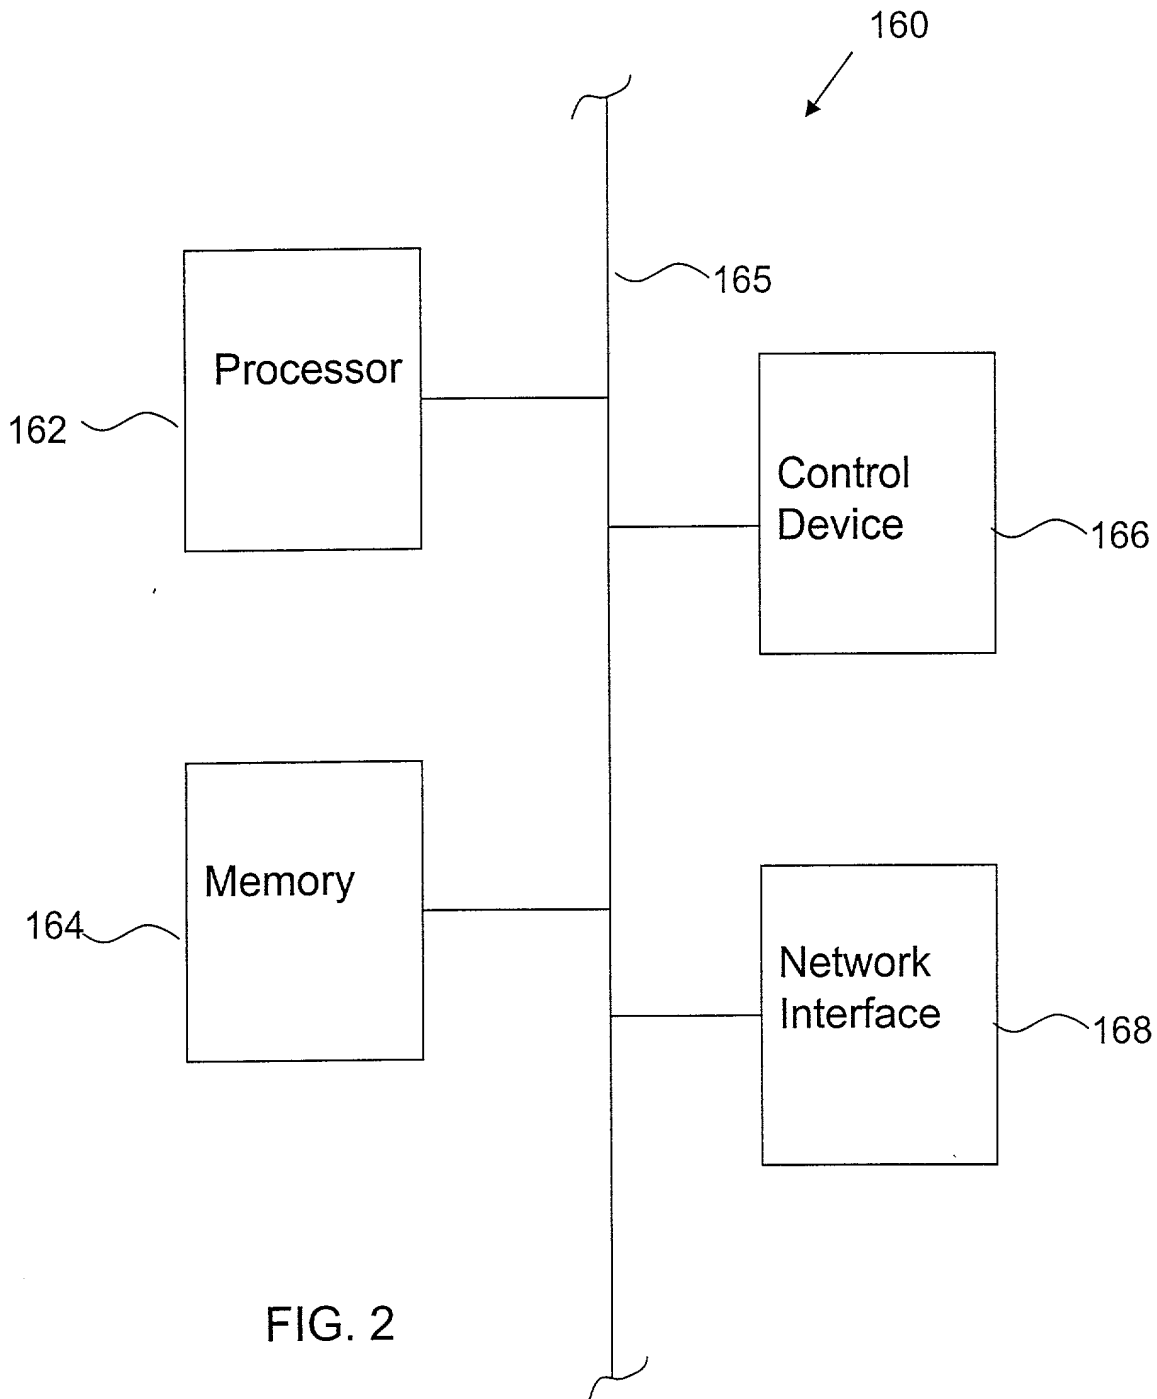 160
165
Processor
162
Control
Device
166
Memory
164
Network
Interface
168
FIG. 2